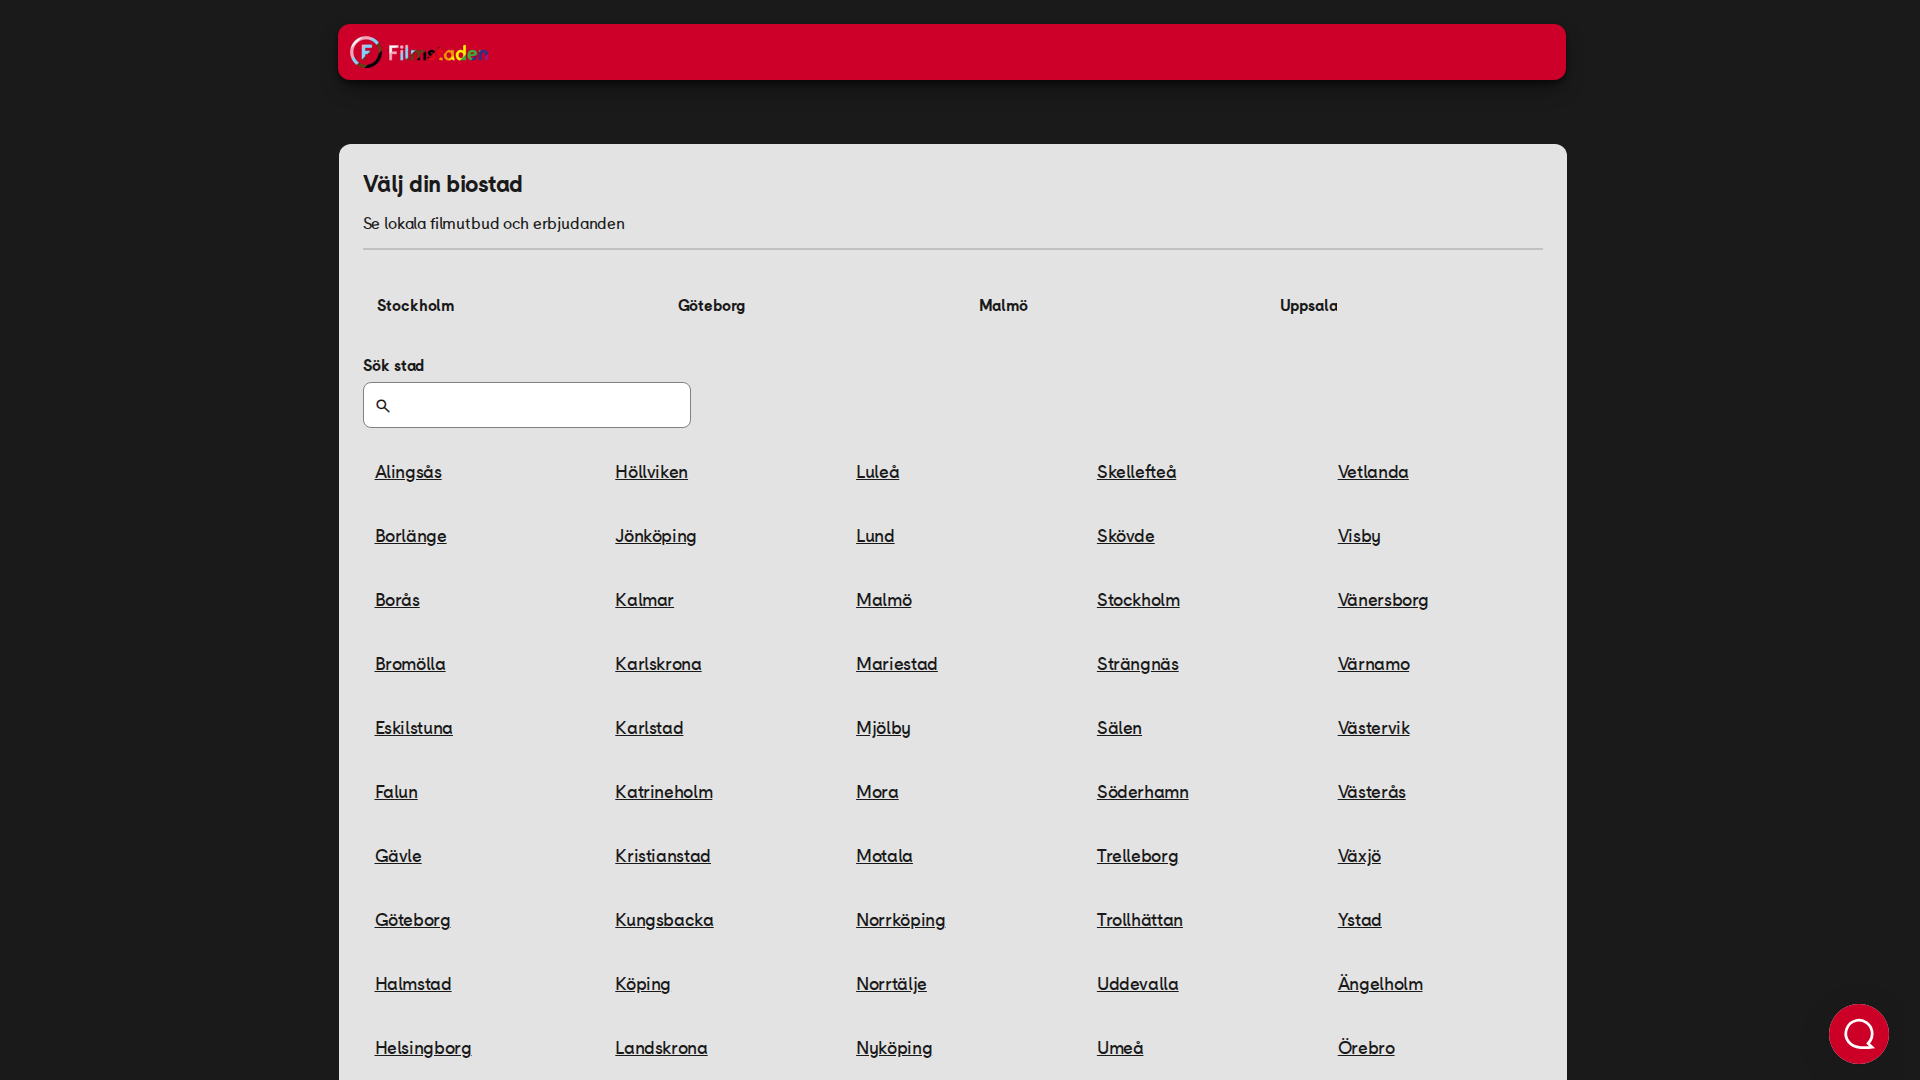 Filmstaden
Välj din biostad
Se lokala filmutbud och erbjudanden
Stockholm Göteborg Malmö Uppsala
Sök stad
Alingsås Höllviken Luleå Skellefteå Vetlanda
Borlänge Jönköping Lund Skövde Visby
Borås Kalmar Malmö Stockholm Vänersborg
Bromölla Karlskrona Mariestad Strängnäs Värnamo
Eskilstuna Karlstad Mjölby Sälen Västervik
Falun Katrineholm Mora Söderhamn Västerås
Gävle Kristianstad Motala Trelleborg Växjö
Göteborg Kungsbacka Norrköping Trollhättan Ystad
Halmstad Köping Norrtälje Uddevalla Ängelholm
Helsingborg Landskrona Nyköping Umeå Örebro